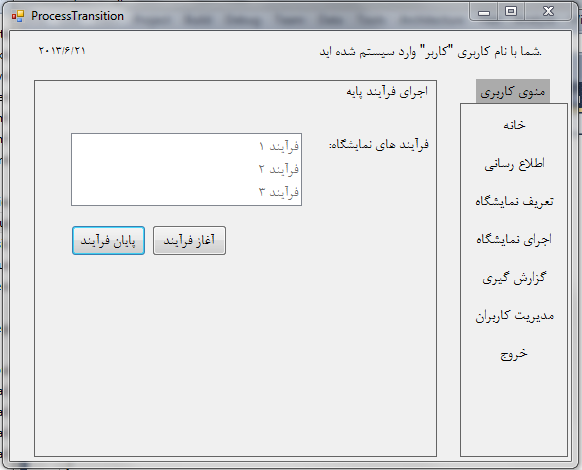 ProcessTransition
شما با نام کاربری "کاربر" وارد سیستم شده اید.
۲۰۱۳/۶/۲۱
منوی کاربری
خانه
اطلاع رسانی
تعریف نمایشگاه
اجرای نمایشگاه
گزارش گیری
مدیریت کاربران
خروج
اجرای فرآیند پایه
فرآیند های نمایشگاه:
فرآیند ۱
فرآیند ۲
فرآیند ۳
آغاز فرآیند
پایان فرآیند